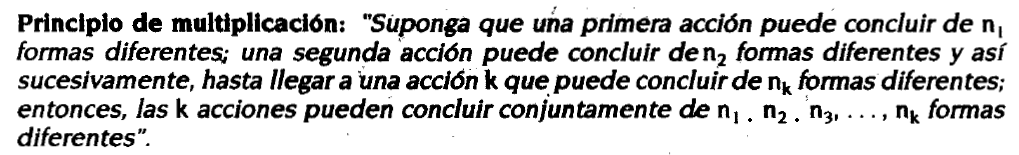 Principio de multiplicación: "Suponga que una primera acción puede concluir de n₁
formas diferentes; una segunda acción puede concluir de n₂ formas diferentes y así
sucesivamente, hasta llegar a una acción k que puede concluir de nₖ formas diferentes;
entonces, las k acciones pueden concluir conjuntamente de n₁ . n₂ . n₃, . . . , nₖ formas
diferentes".